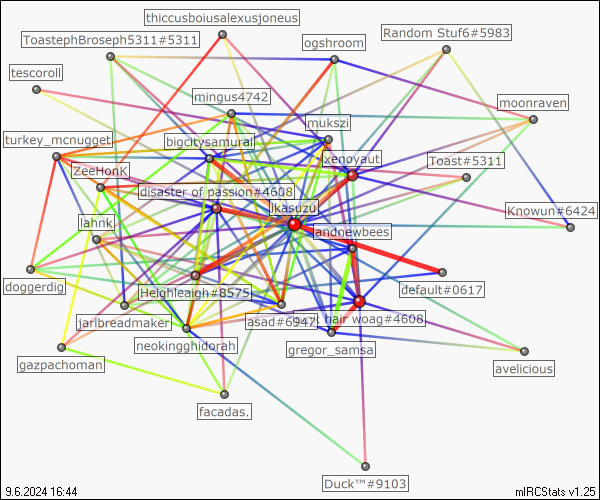 thiccusboiusalexusjoneus
Random Stuf6#5983
ToastephBroseph5311#5311
ogshroom
tescoroll
mingus4742
moonraven
mukszi
turkey_mcnugget
bigcitysamurai
xenoyaut
Toast#5311
ZeeHonK
disaster of passion#4608
ikasuzu
Knowun#6424
lahnk
landnewbees
doggerdig
Heighleaigh#8575
default#0617
jarlbreadmaker
asad#6947
hair woag#4608
neokingghidorah
gregor_samsa
gazpachoman
avelicious
facadas.
Duck™#9103
9.6.2024 16:44
mIRCStats v1.25